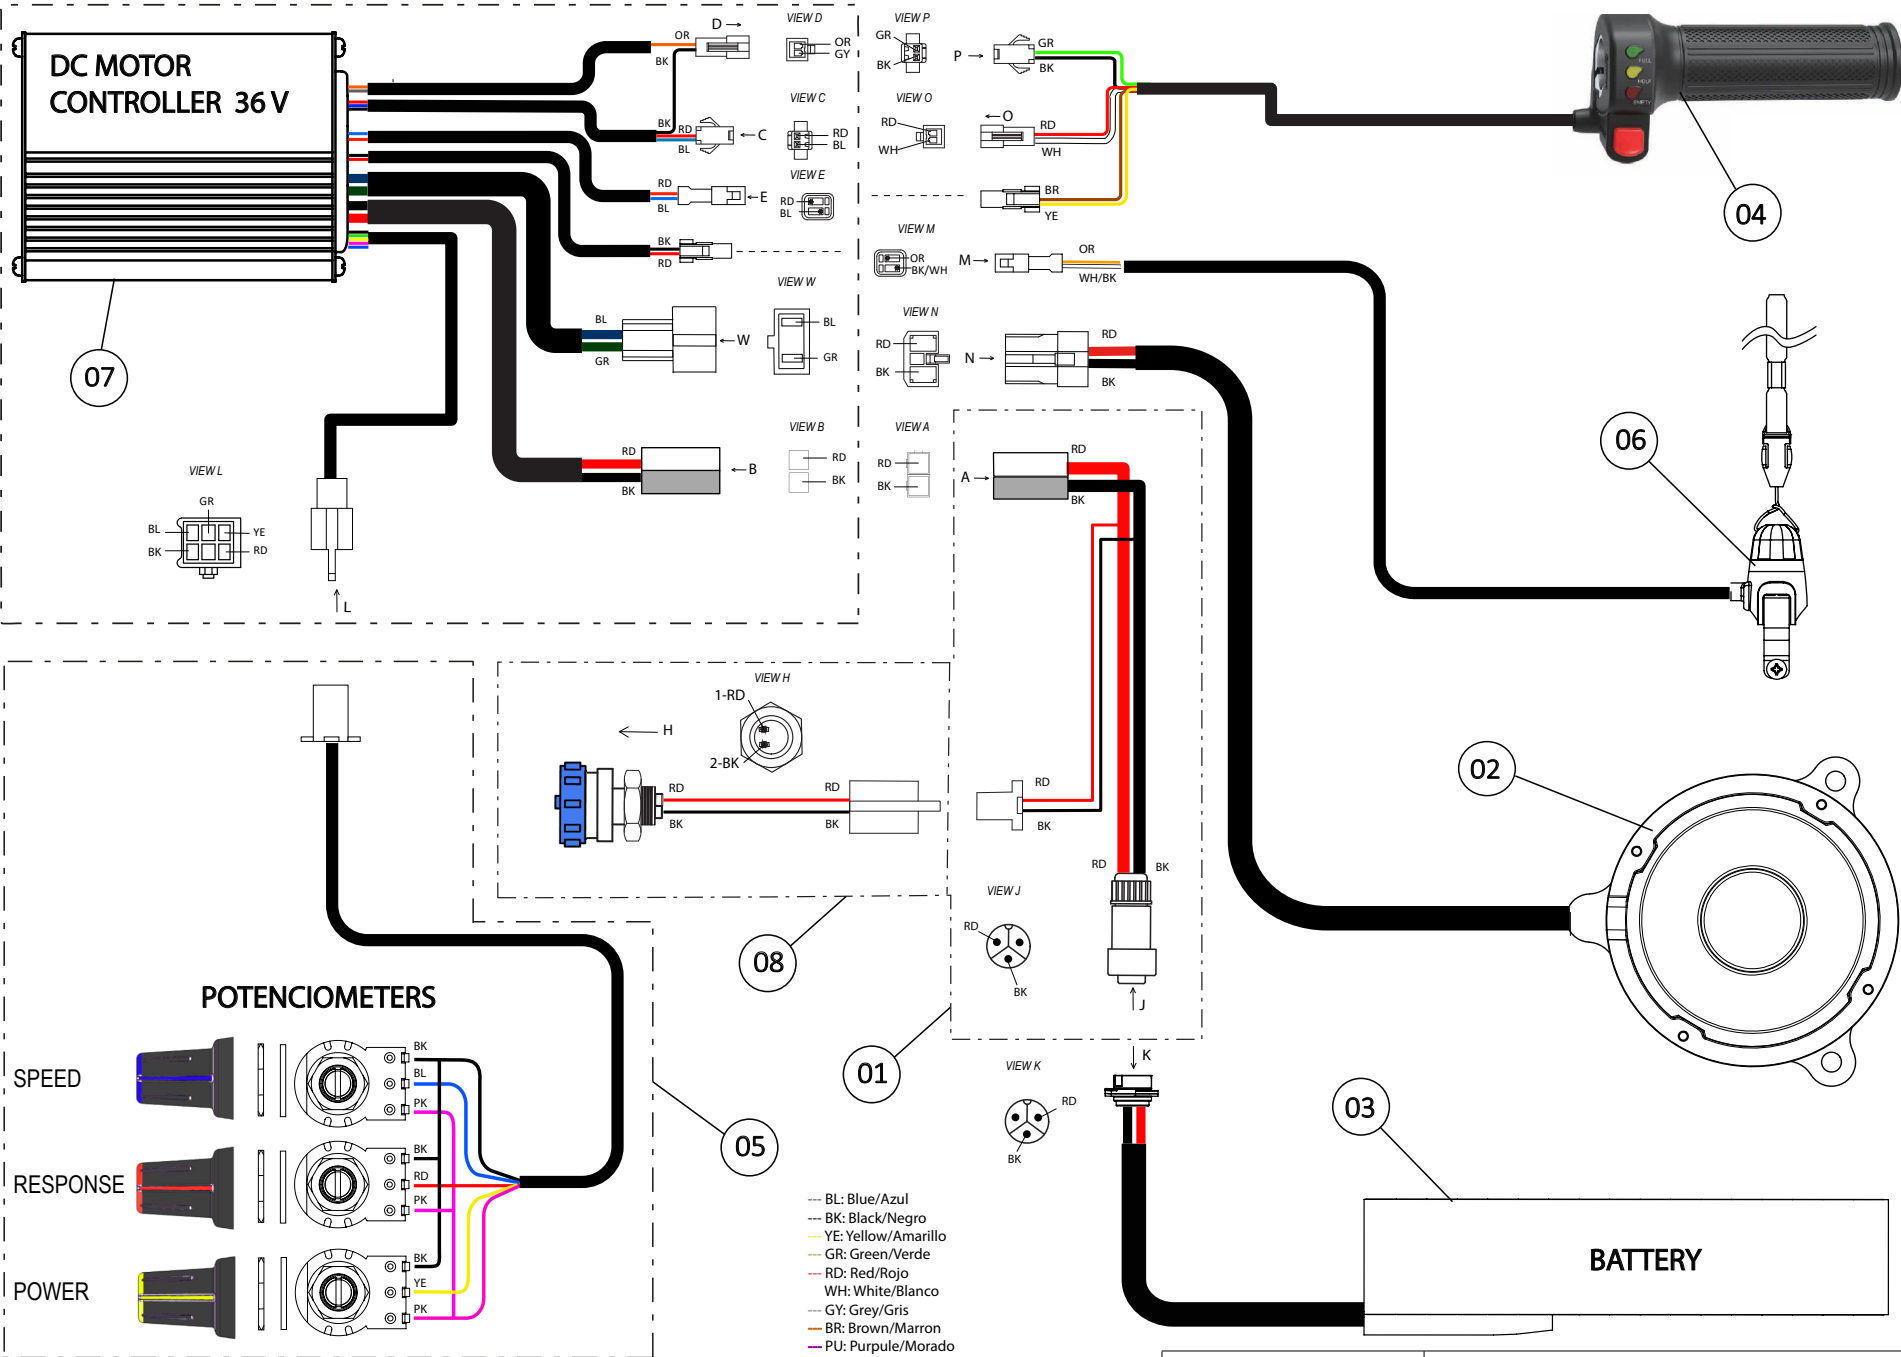 DC MOTOR
CONTROLLER 36 V
07
OR
BK
D
VIEW D
OR
GY
BK
RD
BL
C
VIEW C
RD
BL
RD
BL
E
VIEW E
RD
BL
BK
RD
BL
GR
W
VIEW W
BL
GR
RD
BK
B
VIEW B
RD
BK
VIEW L
GR
BL
YE
BK
RD
L
VIEW P
GR
BK
P
GR
BK
VIEW O
RD
WH
O
RD
WH
BR
YE
VIEW M
OR
BK/WH
M
OR
WH/BK
VIEW N
RD
BK
N
RD
BK
VIEW A
RD
BK
A
RD
BK
FULL
HALF
EMPTY
04
06
02
VIEW H
1-RD
2-BK
H
RD
BK
RD
BK
RD
BK
RD
BK
VIEW J
RD
BK
J
08
01
VIEW K
RD
BK
K
03
BATTERY
POTENCIOMETERS
SPEED
BK
BL
PK
RESPONSE
BK
RD
PK
POWER
BK
YE
PK
05
BL: Blue/Azul
BK: Black/Negro
YE: Yellow/Amarillo
GR: Green/Verde
RD: Red/Rojo
WH: White/Blanco
GY: Grey/Gris
BR: Brown/Marron
PU: Purpule/Morado